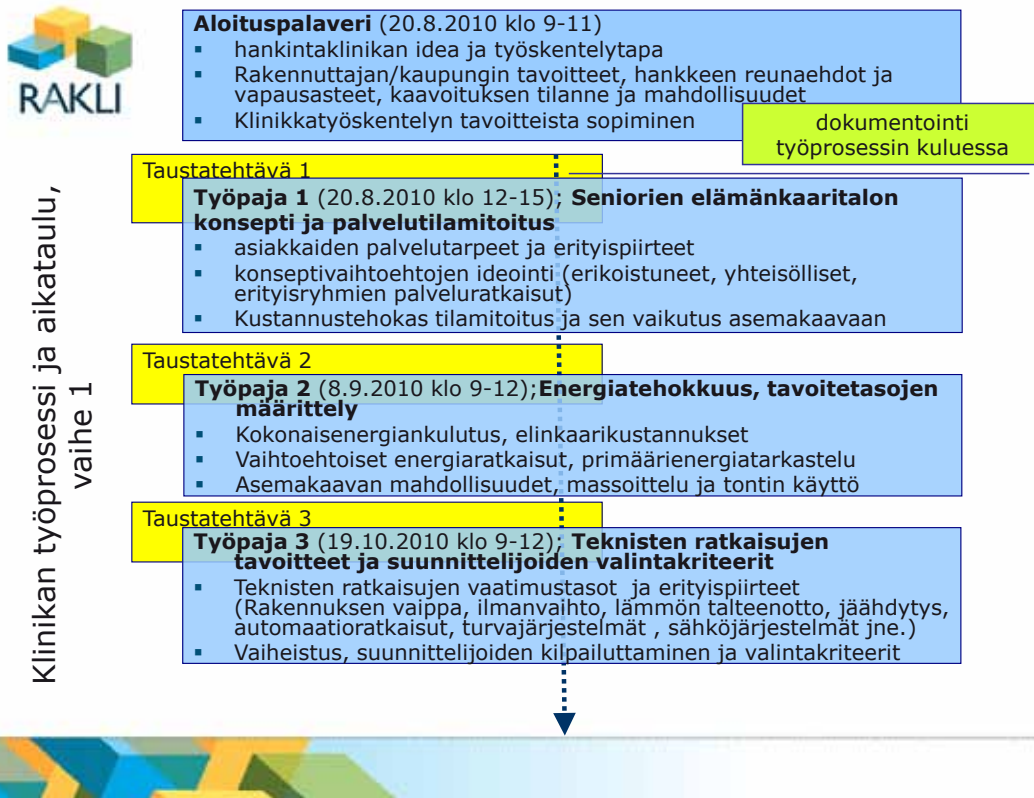 RAKLI
Klinikan työprosessi ja aikataulu,
vaihe 1
Aloituspalaveri (20.8.2010 klo 9-11)
▪ hankintaklinikan idea ja työskentelytapa
▪ Rakennuttajan/kaupungin tavoitteet, hankkeen reunaehdot ja
vapausasteet, kaavoituksen tilanne ja mahdollisuudet
▪ Klinikkatyöskentelyn tavoitteista sopiminen
dokumentointi
työprosessin kuluessa
Taustatehtävä 1
Työpaja 1 (20.8.2010 klo 12-15); Seniorien elämänkaaritalon
konsepti ja palvelutilamitoitus
▪ asiakkaiden palvelutarpeet ja erityispiirteet
▪ konseptivaihtoehtojen ideointi (erikoistuneet, yhteisölliset,
erityisryhmien palveluratkaisut)
▪ Kustannustehokas tilamitoitus ja sen vaikutus asemakaavaan
Taustatehtävä 2
Työpaja 2 (8.9.2010 klo 9-12);Energiatehokkuus, tavoitetasojen
määrittely
▪ Kokonaisenergiankulutus, elinkaarikustannukset
▪ Vaihtoehtoiset energiaratkaisut, primäärienergiatarkastelu
▪ Asemakaavan mahdollisuudet, massoittelu ja tontin käyttö
Taustatehtävä 3
Työpaja 3 (19.10.2010 klo 9-12); Teknisten ratkaisujen
tavoitteet ja suunnittelijoiden valintakriteerit
▪ Teknisten ratkaisujen vaatimustasot ja erityispiirteet
(Rakennuksen vaippa, ilmanvaihto, lämmön talteenotto, jäähdytys,
automaatioratkaisut, turvajärjestelmät , sähköjärjestelmät jne.)
▪ Vaiheistus, suunnittelijoiden kilpailuttaminen ja valintakriteerit